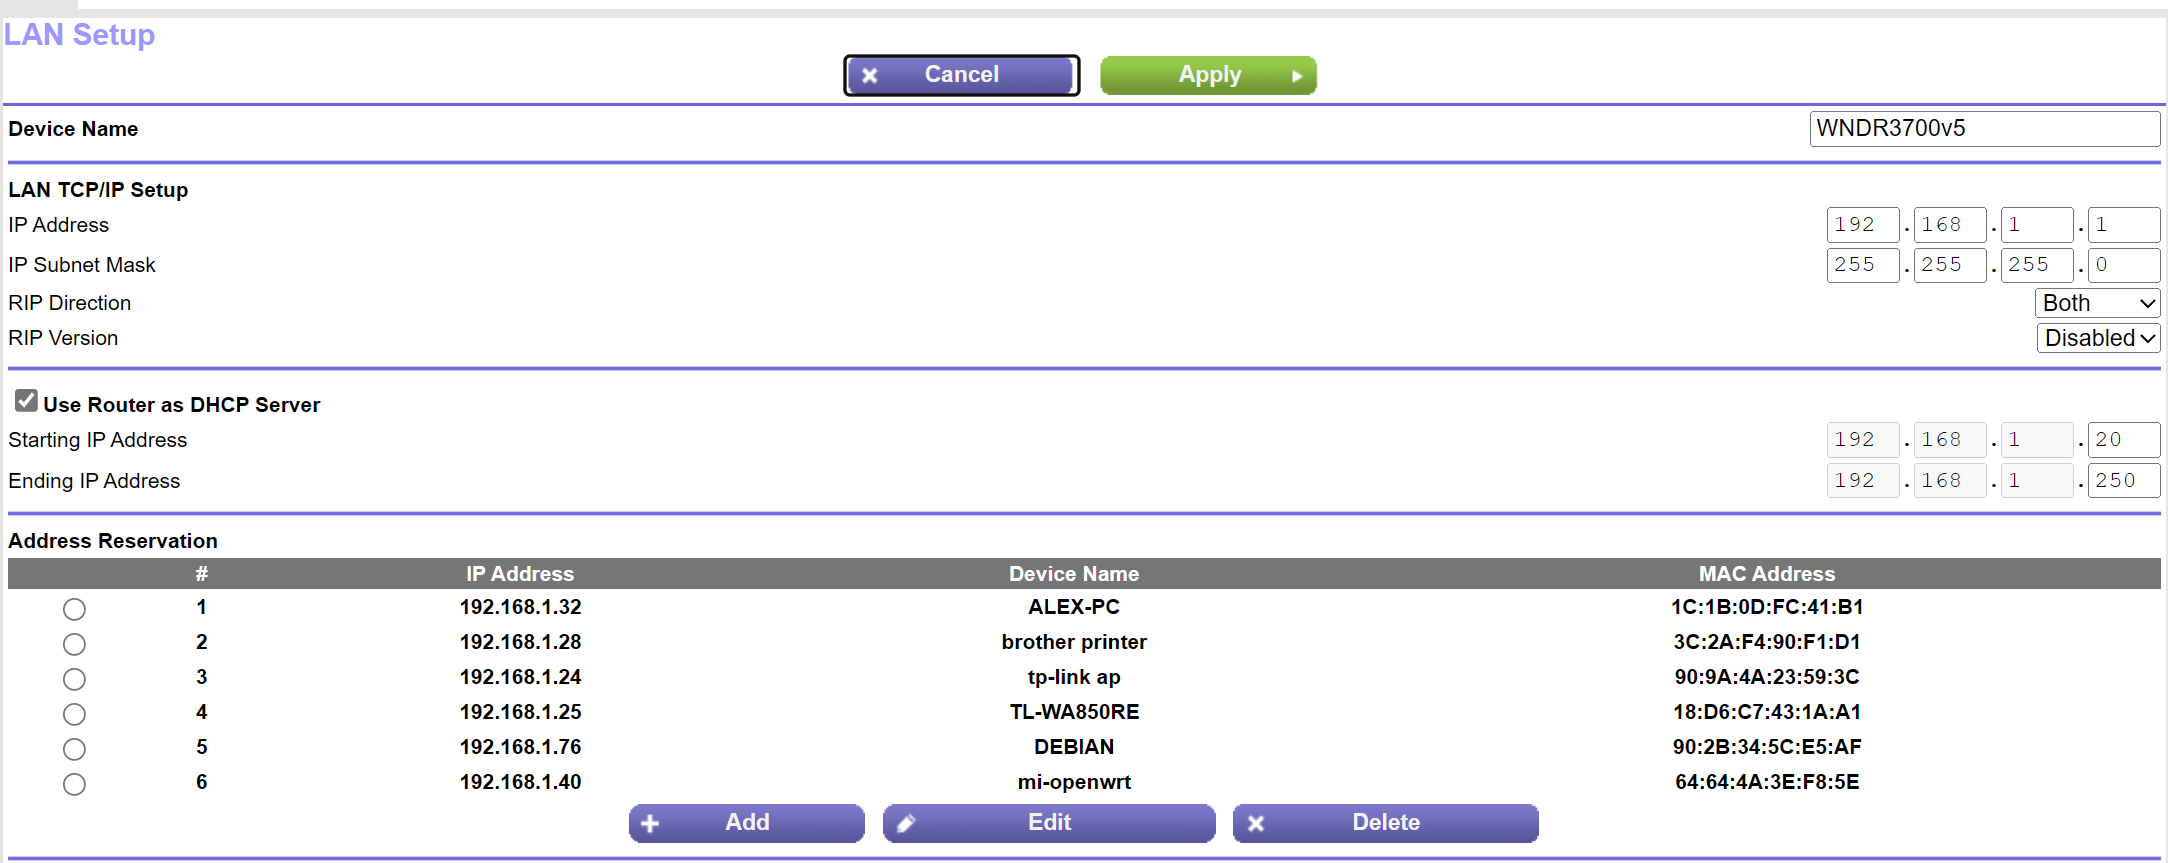 LAN Setup
Cancel Apply
Device Name WNDR3700v5
LAN TCP/IP Setup
IP Address 192 . 168 . 1 . 1
IP Subnet Mask 255 . 255 . 255 . 0
RIP Direction Both
RIP Version Disabled
Use Router as DHCP Server
Starting IP Address 192 . 168 . 1 . 20
Ending IP Address 192 . 168 . 1 . 250
Address Reservation
# IP Address Device Name MAC Address
1 192.168.1.32 ALEX-PC 1C:1B:0D:FC:41:B1
2 192.168.1.28 brother printer 3C:2A:F4:90:F1:D1
3 192.168.1.24 tp-link ap 90:9A:4A:23:59:3C
4 192.168.1.25 TL-WA850RE 18:D6:C7:43:1A:A1
5 192.168.1.76 DEBIAN 90:2B:34:5C:E5:AF
6 192.168.1.40 mi-openwrt 64:64:4A:3E:F8:5E
Add Edit Delete